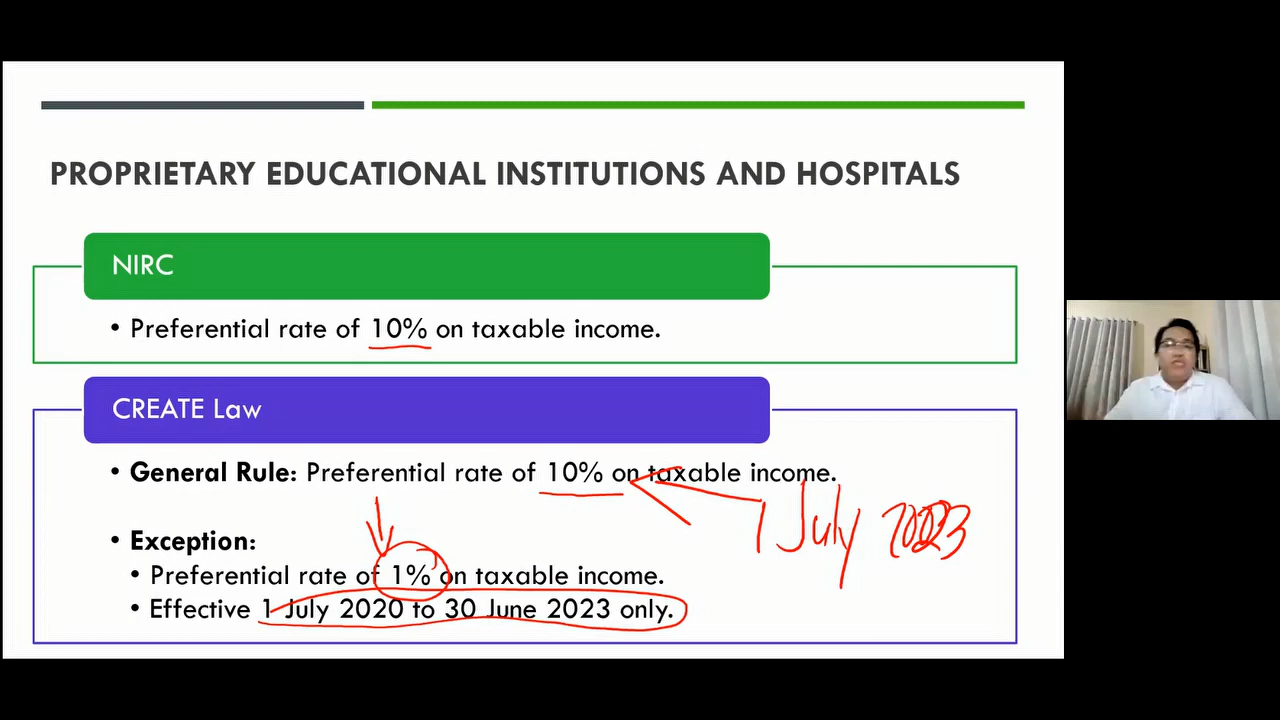 PROPRIETARY EDUCATIONAL INSTITUTIONS AND HOSPITALS
NIRC
• Preferential rate of 10% on taxable income.
CREATE Law
• General Rule: Preferential rate of 10% on taxable income.
1 July 2023
• Exception:
• Preferential rate of 1% on taxable income.
• Effective 1 July 2020 to 30 June 2023 only.